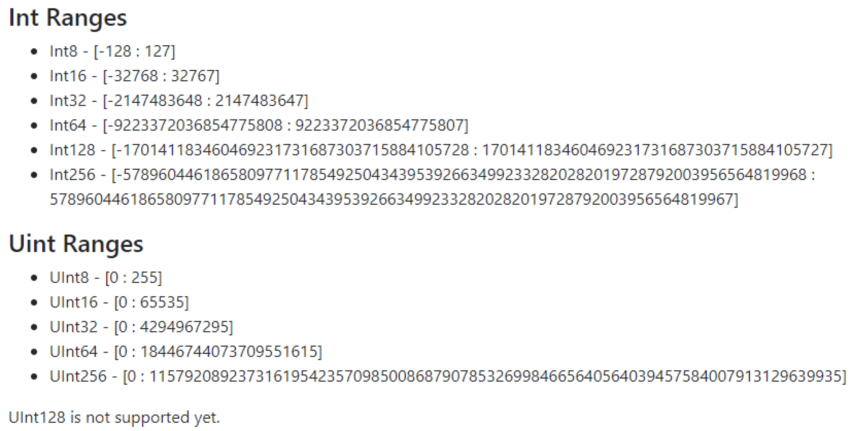 Int Ranges
• Int8 - [-128 : 127]
• Int16 - [-32768 : 32767]
• Int32 - [-2147483648 : 2147483647]
• Int64 - [-9223372036854775808 : 9223372036854775807]
• Int128 - [-170141183460469231731687303715884105728 : 170141183460469231731687303715884105727]
• Int256 - [-57896044618658097711785492504343953926634992332820282019728792003956564819968 :
57896044618658097711785492504343953926634992332820282019728792003956564819967]
Uint Ranges
• UInt8 - [0 : 255]
• UInt16 - [0 : 65535]
• UInt32 - [0 : 4294967295]
• UInt64 - [0 : 18446744073709551615]
• UInt256 - [0 : 115792089237316195423570985008687907853269984665640564039457584007913129639935]
UInt128 is not supported yet.